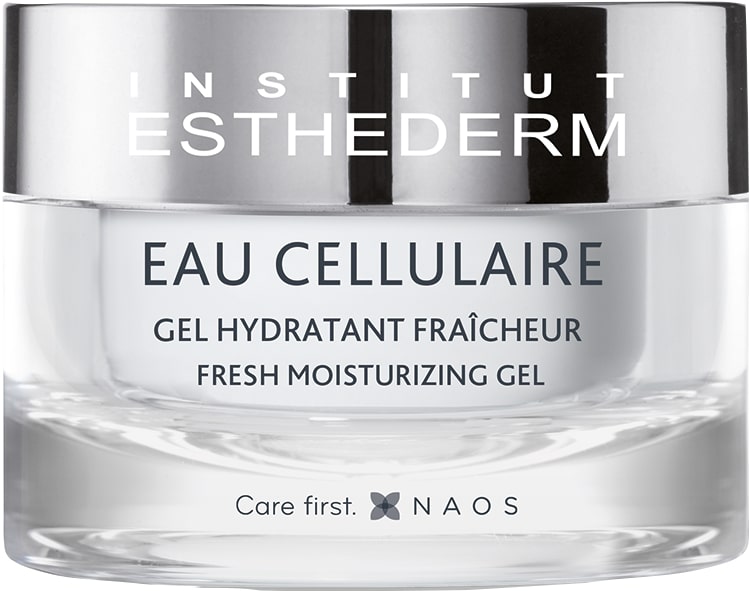 INSTITUT
ESTHEDERM
EAU CELLULAIRE
GEL HYDRATANT FRAÎCHEUR
FRESH MOISTURIZING GEL
Care first. NAOS